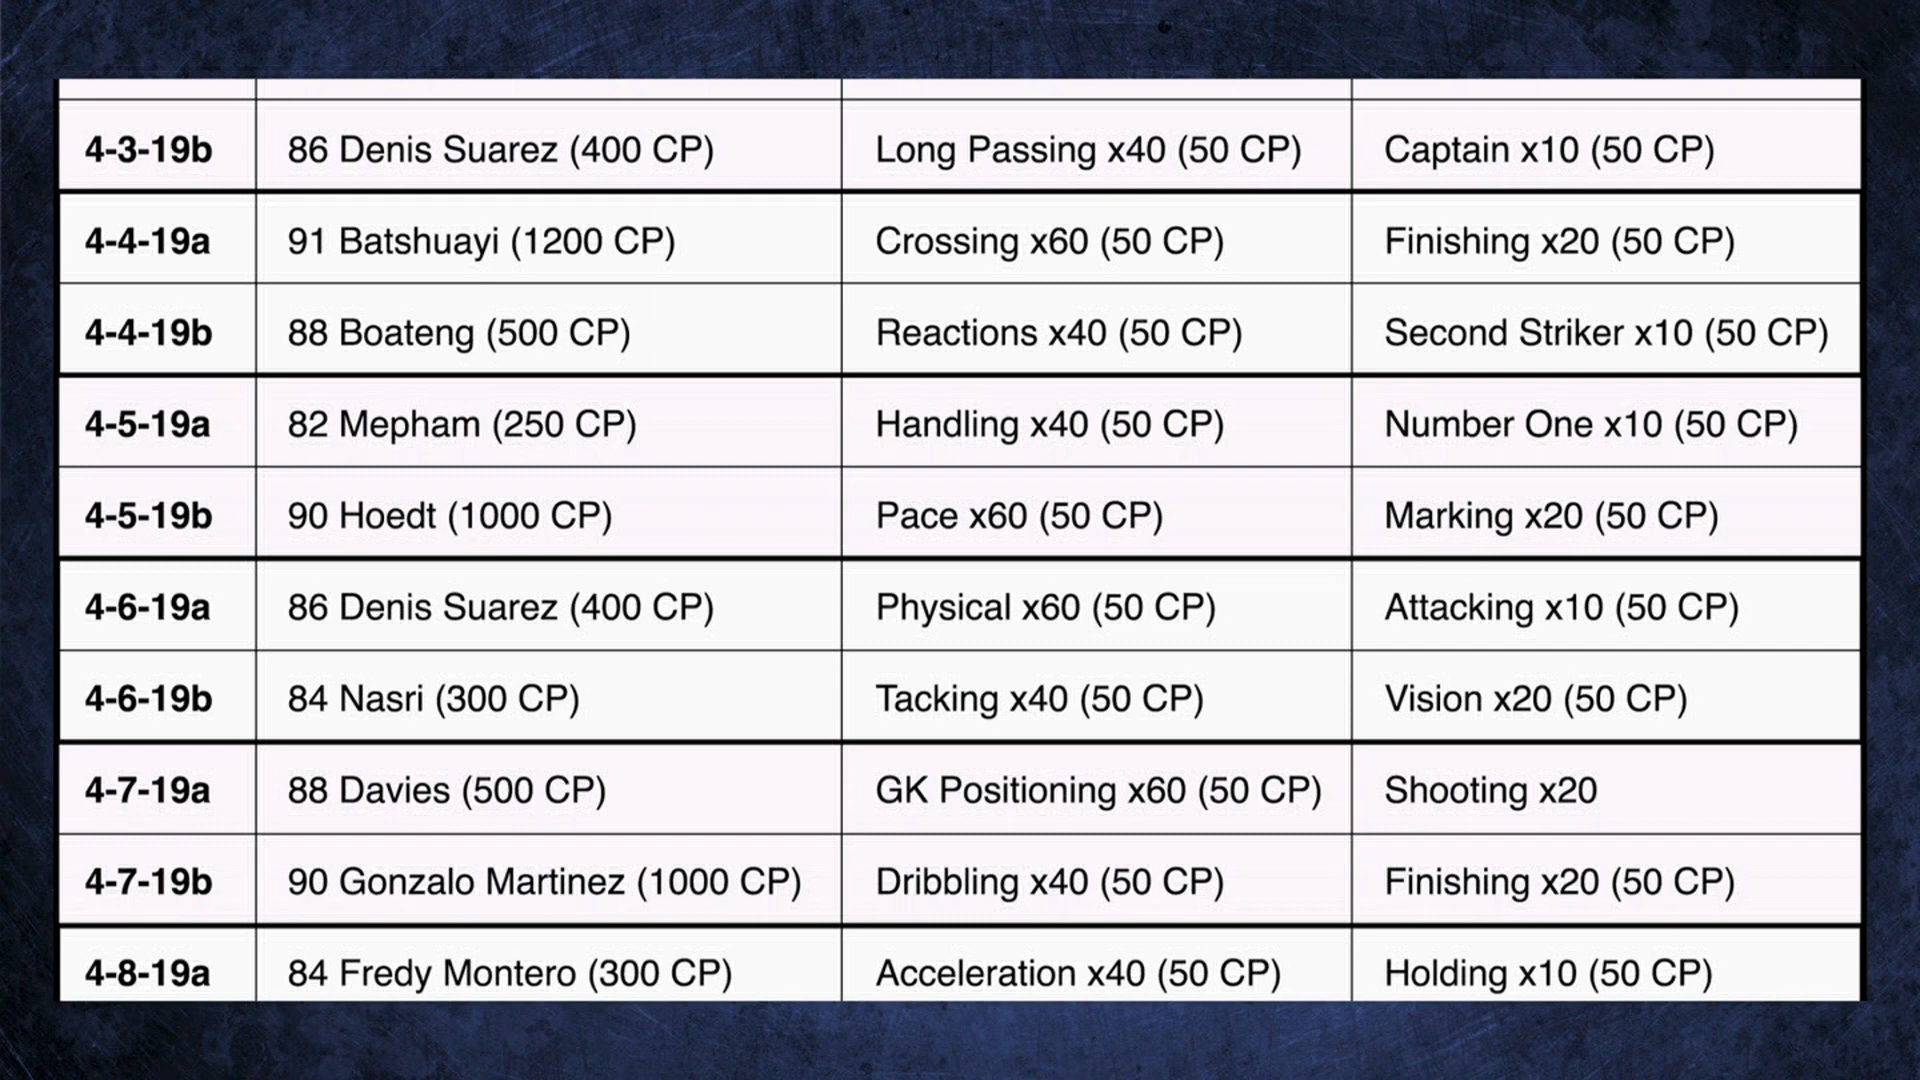 4-3-19b 86 Denis Suarez (400 CP) Long Passing x40 (50 CP) Captain x10 (50 CP)
4-4-19a 91 Batshuayi (1200 CP) Crossing x60 (50 CP) Finishing x20 (50 CP)
4-4-19b 88 Boateng (500 CP) Reactions x40 (50 CP) Second Striker x10 (50 CP)
4-5-19a 82 Mepham (250 CP) Handling x40 (50 CP) Number One x10 (50 CP)
4-5-19b 90 Hoedt (1000 CP) Pace x60 (50 CP) Marking x20 (50 CP)
4-6-19a 86 Denis Suarez (400 CP) Physical x60 (50 CP) Attacking x10 (50 CP)
4-6-19b 84 Nasri (300 CP) Tacking x40 (50 CP) Vision x20 (50 CP)
4-7-19a 88 Davies (500 CP) GK Positioning x60 (50 CP) Shooting x20
4-7-19b 90 Gonzalo Martinez (1000 CP) Dribbling x40 (50 CP) Finishing x20 (50 CP)
4-8-19a 84 Fredy Montero (300 CP) Acceleration x40 (50 CP) Holding x10 (50 CP)